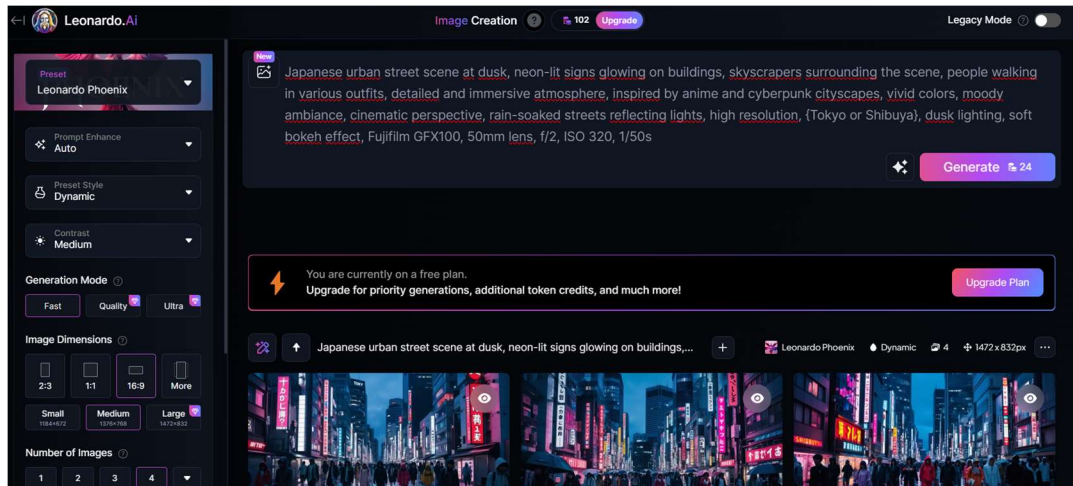 Leonardo.Ai
Image Creation
102
Upgrade
Legacy Mode
Preset
Leonardo Phoenix
Prompt Enhance
Auto
Preset Style
Dynamic
Contrast
Medium
Generation Mode
Fast
Quality
Ultra
Image Dimensions
2:3
1:1
16:9
More
Small
1184×672
Medium
1376×768
Large
1472×832
Number of Images
1
2
3
4
New
Japanese urban street scene at dusk, neon-lit signs glowing on buildings, skyscrapers surrounding the scene, people walking
in various outfits, detailed and immersive atmosphere, inspired by anime and cyberpunk cityscapes, vivid colors, moody
ambiance, cinematic perspective, rain-soaked streets reflecting lights, high resolution, {Tokyo or Shibuya}, dusk lighting, soft
bokeh effect, Fujifilm GFX100, 50mm lens, f/2, ISO 320, 1/50s
Generate 24
You are currently on a free plan.
Upgrade for priority generations, additional token credits, and much more!
Upgrade Plan
Japanese urban street scene at dusk, neon-lit signs glowing on buildings,...
Leonardo Phoenix
Dynamic
4
1472 x 832px